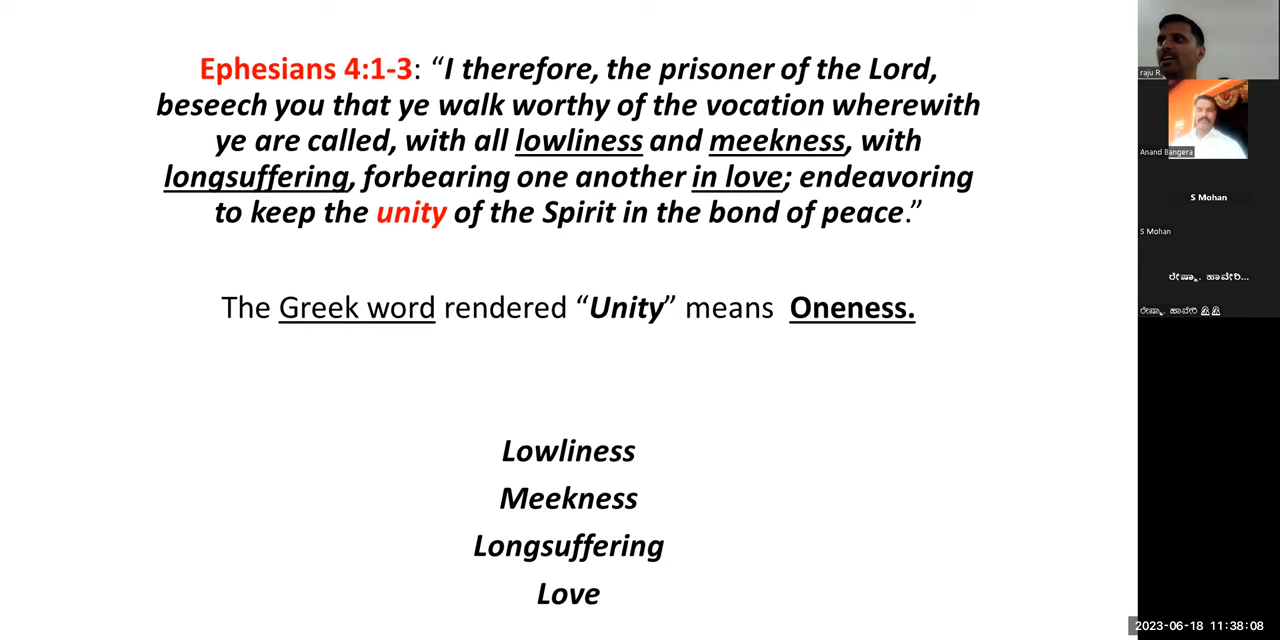 Ephesians 4:1-3: “I therefore, the prisoner of the Lord,
beseech you that ye walk worthy of the vocation wherewith
ye are called, with all lowliness and meekness, with
longsuffering, forbearing one another in love; endeavoring
to keep the unity of the Spirit in the bond of peace.”
The Greek word rendered “Unity” means Oneness.
Lowliness
Meekness
Longsuffering
Love
raju R
Anand Bangera
S Mohan
S Mohan
ರೇಷ್ಮಾ. ಹಾವೇರಿ...
ರೇಷ್ಮಾ. ಹಾವೇರಿ
2023-06-18 11:38:08